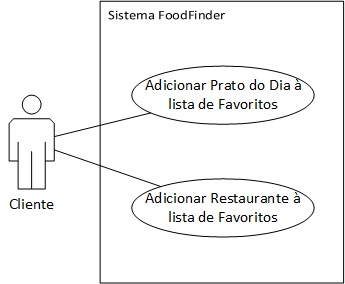 Sistema FoodFinder
Adicionar Prato do Dia à
lista de Favoritos
Cliente
Adicionar Restaurante à
lista de Favoritos